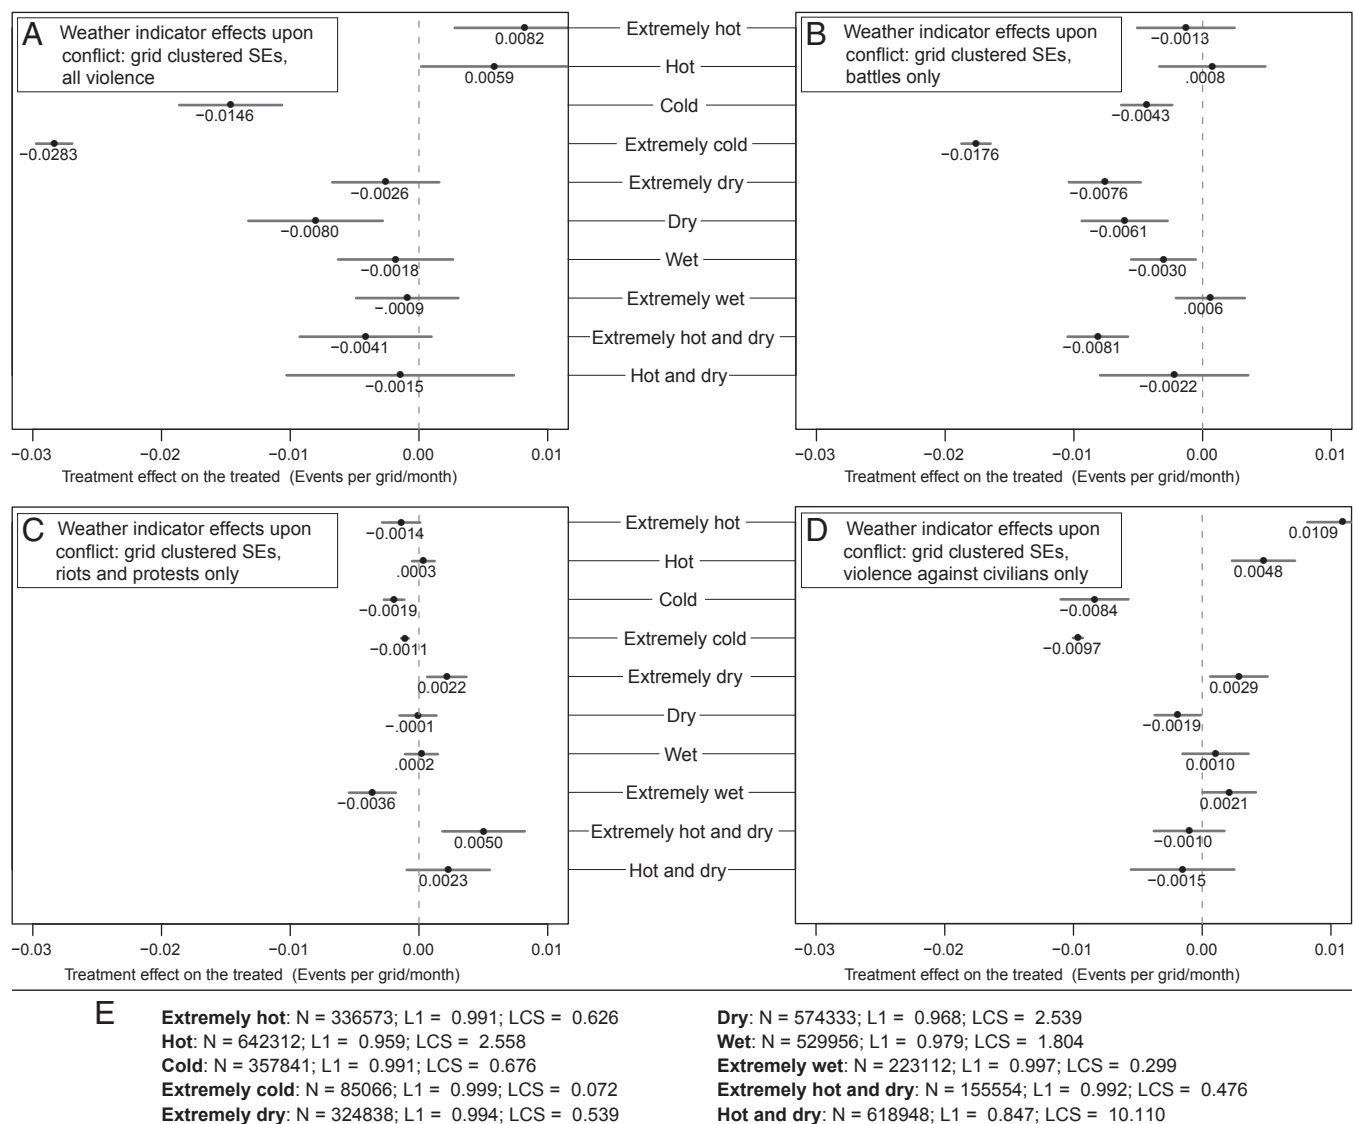 A Weather indicator effects upon
conflict: grid clustered SEs,
all violence
0.0082
0.0059
−0.0146
−0.0283
−0.0026
−0.0080
−0.0018
−.0009
−0.0041
−0.0015
−0.03 −0.02 −0.01 0.00 0.01
Treatment effect on the treated (Events per grid/month)
Extremely hot
Hot
Cold
Extremely cold
Extremely dry
Dry
Wet
Extremely wet
Extremely hot and dry
Hot and dry
B Weather indicator effects upon
conflict: grid clustered SEs,
battles only
−0.0013
.0008
−0.0043
−0.0176
−0.0076
−0.0061
−0.0030
.0006
−0.0081
−0.0022
−0.03 −0.02 −0.01 0.00 0.01
Treatment effect on the treated (Events per grid/month)
C Weather indicator effects upon
conflict: grid clustered SEs,
riots and protests only
−0.0014
.0003
−0.0019
−0.0011
0.0022
−.0001
.0002
−0.0036
0.0050
0.0023
−0.03 −0.02 −0.01 0.00 0.01
Treatment effect on the treated (Events per grid/month)
Extremely hot
Hot
Cold
Extremely cold
Extremely dry
Dry
Wet
Extremely wet
Extremely hot and dry
Hot and dry
D Weather indicator effects upon
conflict: grid clustered SEs,
violence against civilians only
0.0109
0.0048
−0.0084
−0.0097
0.0029
−0.0019
0.0010
0.0021
−0.0010
−0.0015
−0.03 −0.02 −0.01 0.00 0.01
Treatment effect on the treated (Events per grid/month)
E
Extremely hot: N = 336573; L1 = 0.991; LCS = 0.626
Hot: N = 642312; L1 = 0.959; LCS = 2.558
Cold: N = 357841; L1 = 0.991; LCS = 0.676
Extremely cold: N = 85066; L1 = 0.999; LCS = 0.072
Extremely dry: N = 324838; L1 = 0.994; LCS = 0.539
Dry: N = 574333; L1 = 0.968; LCS = 2.539
Wet: N = 529956; L1 = 0.979; LCS = 1.804
Extremely wet: N = 223112; L1 = 0.997; LCS = 0.299
Extremely hot and dry: N = 155554; L1 = 0.992; LCS = 0.476
Hot and dry: N = 618948; L1 = 0.847; LCS = 10.110